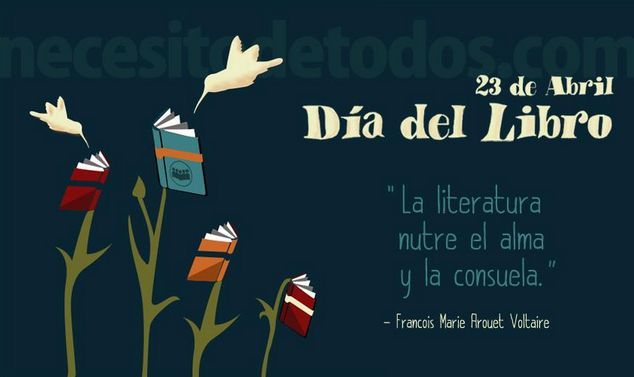 necesitodetodos.com
23 de Abril
Día del Libro
"La literatura
nutre el alma
y la consuela."
- Francois Marie Arouet Voltaire